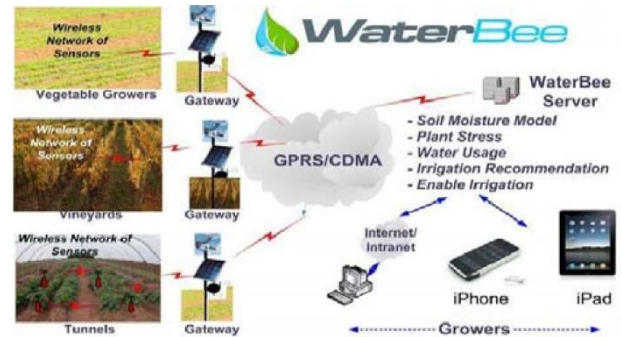 WaterBee
Wireless
Network of
Sensors
Vegetable Growers
Gateway
WaterBee
Server
- Soil Moisture Model
- Plant Stress
- Water Usage
- Irrigation Recommendation
- Enable Irrigation
GPRS/CDMA
Wireless
Network of
Sensors
Vineyards
Gateway
Internet/
Intranet
Wireless Network of
Sensors
Tunnels
Gateway
iPhone
iPad
Growers